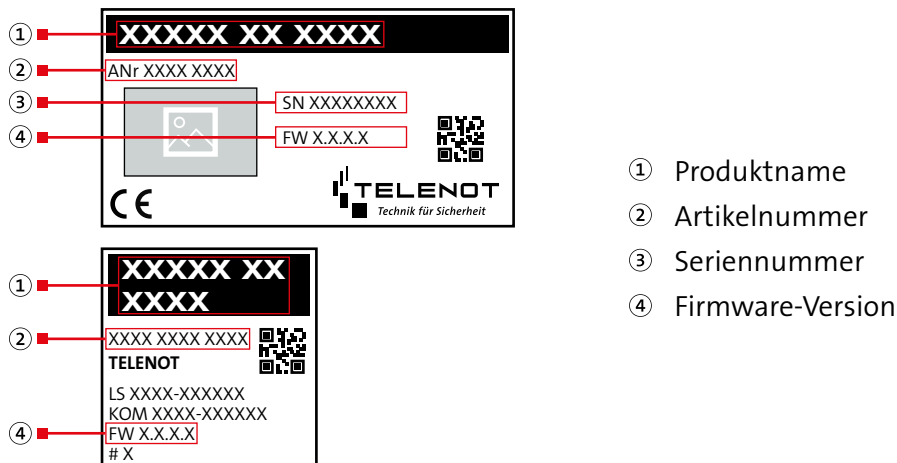 ① XXXXX XX XXXX
② ANr XXXX XXXX
③ SN XXXXXXXX
④ FW X.X.X.X
CE
TELENOT
Technik für Sicherheit
① XXXXX XX
XXXX
② XXXX XXXX XXXX
TELENOT
LS XXXX-XXXXXX
KOM XXXX-XXXXXX
④ FW X.X.X.X
# X
① Produktname
② Artikelnummer
③ Seriennummer
④ Firmware-Version